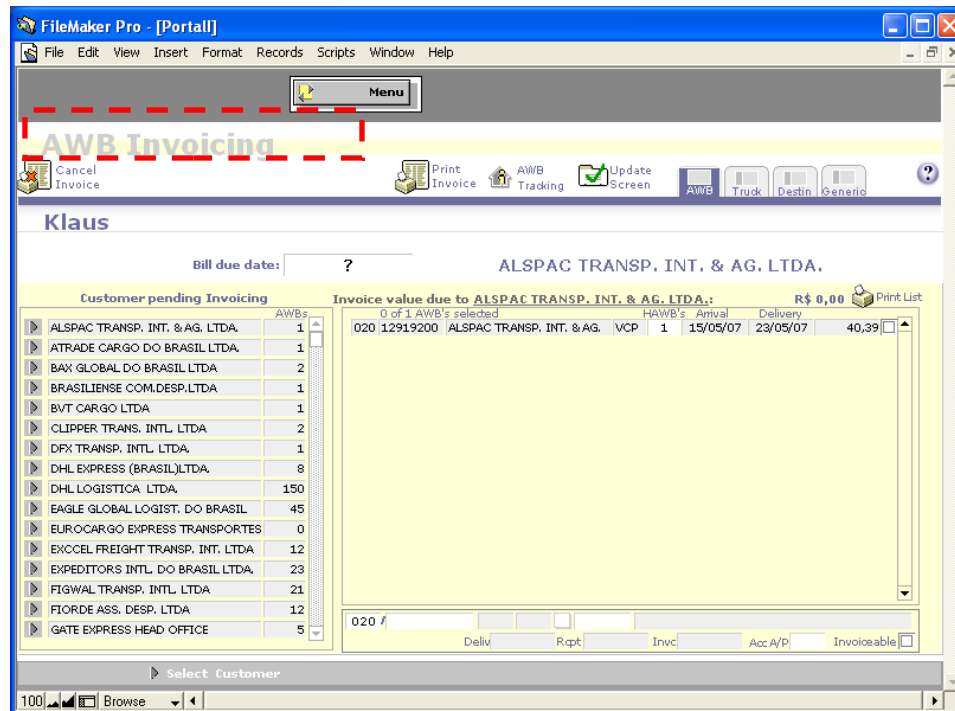 FileMaker Pro - [Portall]
File Edit View Insert Format Records Scripts Window Help
Menu
AWB Invoicing
Cancel Invoice
Print Invoice
AWB Tracking
Update Screen
AWB Truck Destin Generic
?
Klaus
Bill due date: ? ALSPAC TRANSP. INT. & AG. LTDA.
Customer pending Invoicing
Invoice value due to ALSPAC TRANSP. INT. & AG. LTDA.: R$ 0,00 Print List
AWBs
0 of 1 AWB's selected HAWB's Arrival Delivery
020 12919200 ALSPAC TRANSP. INT. & AG. VCP 1 15/05/07 23/05/07 40,39
ALSPAC TRANSP. INT. & AG. LTDA. 1
ATRADE CARGO DO BRASIL LTDA. 1
BAX GLOBAL DO BRASIL LTDA 2
BRASILIENSE COM.DESP.LTDA 1
BVT CARGO LTDA 1
CLIPPER TRANS. INTL. LTDA 2
DFX TRANSP. INTL. LTDA. 1
DHL EXPRESS (BRASIL)LTDA. 8
DHL LOGISTICA LTDA. 150
EAGLE GLOBAL LOGIST. DO BRASIL 45
EUROCARGO EXPRESS TRANSPORTES 0
EXCCEL FREIGHT TRANSP. INT. LTDA 12
EXPEDITORS INTL. DO BRASIL LTDA. 23
FIGWAL TRANSP. INTL. LTDA 21
FIORDE ASS. DESP. LTDA 12
GATE EXPRESS HEAD OFFICE 5
020 /
Deliv Rcpt Invc Acc A/P Invoiceable
Select Customer
100 Browse